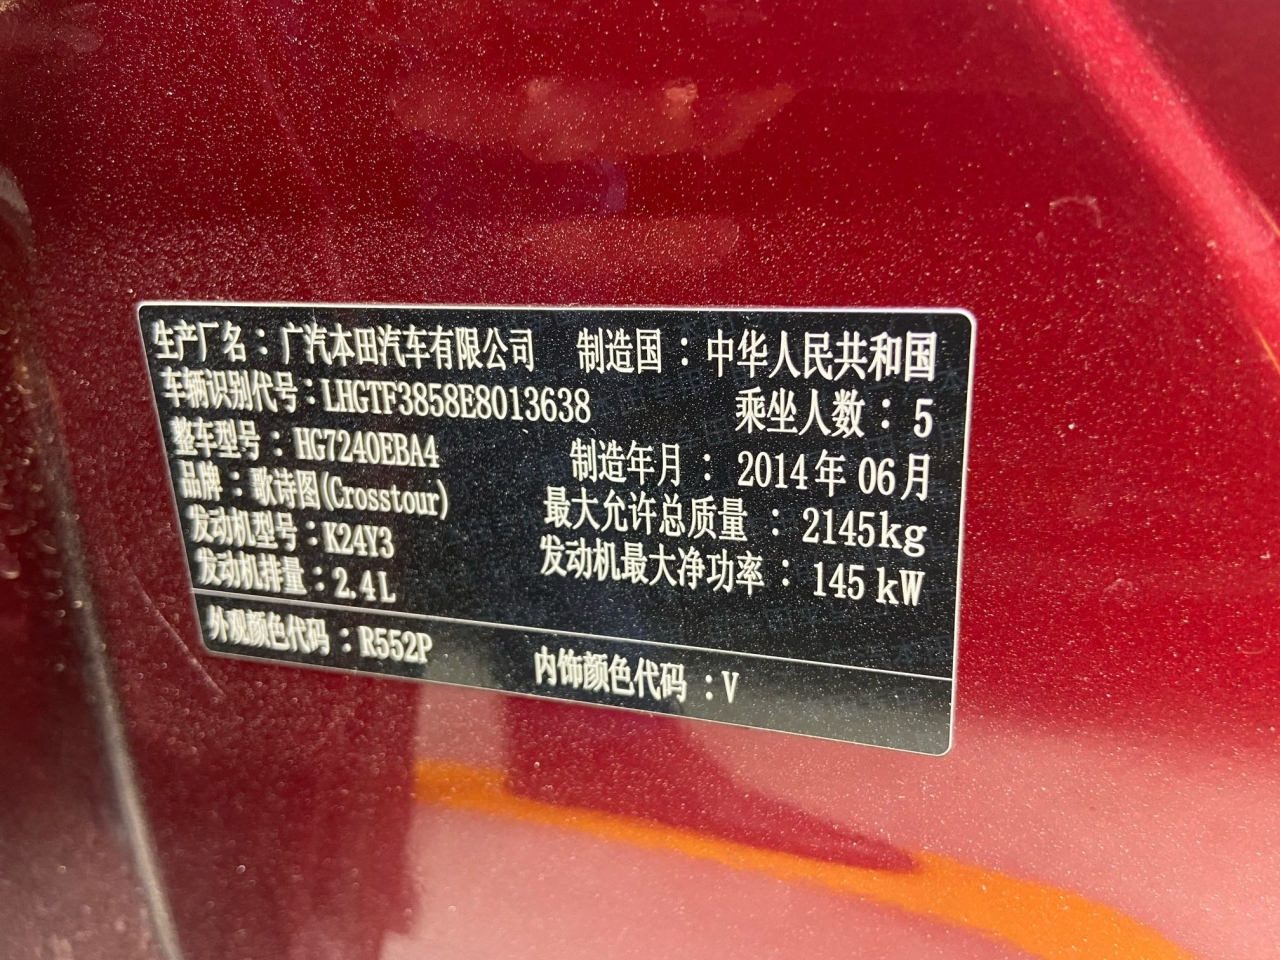 生产厂名：广汽本田汽车有限公司 制造国：中华人民共和国
车辆识别代号：LHGTF3858E8013638 乘坐人数：5
整车型号：HG7240EBA4 制造年月：2014年06月
品牌：歌诗图(Crosstour) 最大允许总质量：2145kg
发动机型号：K24Y3 发动机最大净功率：145kW
发动机排量：2.4L
外观颜色代码：R552P 内饰颜色代码：V